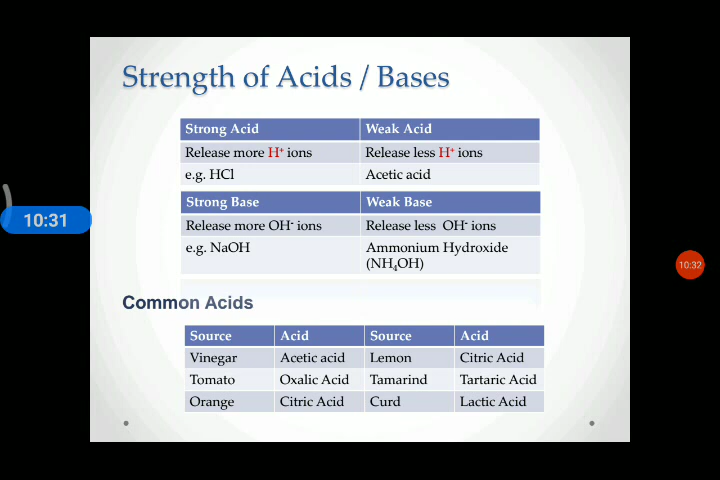 Strength of Acids / Bases
Strong Acid Weak Acid
Release more H⁺ ions Release less H⁺ ions
e.g. HCl Acetic acid
Strong Base Weak Base
Release more OH⁻ ions Release less OH⁻ ions
e.g. NaOH Ammonium Hydroxide
(NH₄OH)
10:31
10:32
Common Acids
Source Acid Source Acid
Vinegar Acetic acid Lemon Citric Acid
Tomato Oxalic Acid Tamarind Tartaric Acid
Orange Citric Acid Curd Lactic Acid